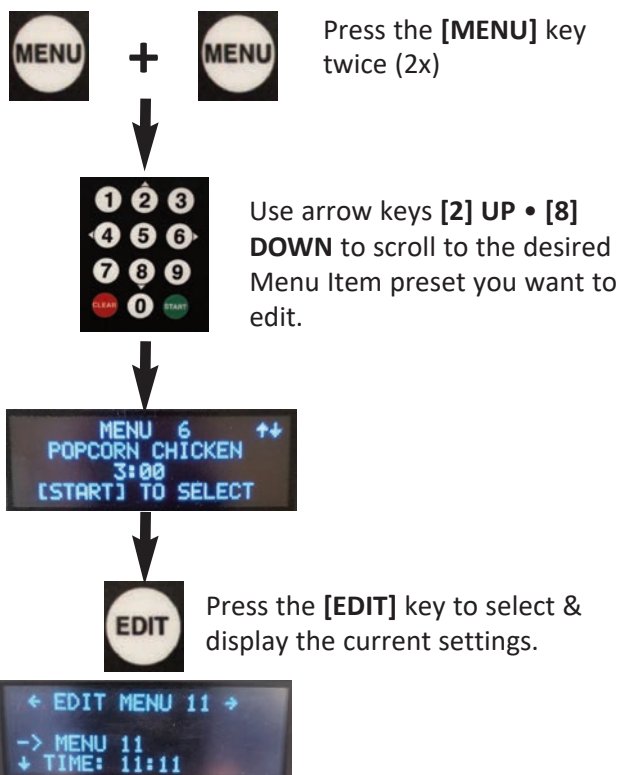 MENU + MENU
Press the [MENU] key
twice (2x)
1 2 3
4 5 6
7 8 9
CLEAR 0 START
Use arrow keys [2] UP • [8]
DOWN to scroll to the desired
Menu Item preset you want to
edit.
MENU 6 ↑↓
POPCORN CHICKEN
3:00
[START] TO SELECT
EDIT
Press the [EDIT] key to select &
display the current settings.
← EDIT MENU 11 →
-> MENU 11
↓ TIME: 11:11